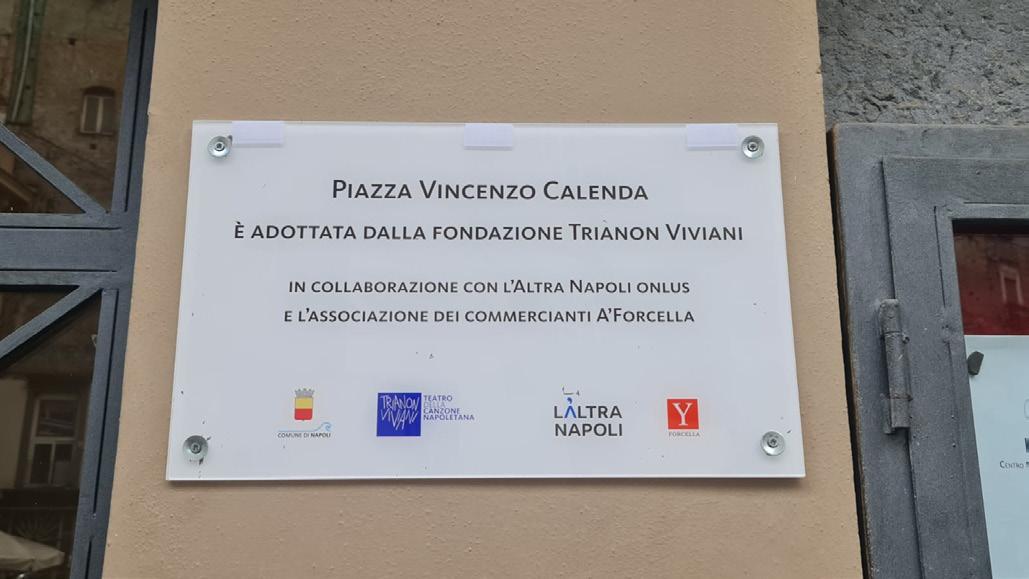 PIAZZA VINCENZO CALENDA
È ADOTTATA DALLA FONDAZIONE TRIANON VIVIANI
IN COLLABORAZIONE CON L'ALTRA NAPOLI ONLUS
E L'ASSOCIAZIONE DEI COMMERCIANTI A'FORCELLA
COMUNE DI NAPOLI
TRIANON
VIVIANI
TEATRO
DELLA
CANZONE
NAPOLETANA
L'ALTRA
NAPOLI
Y
FORCELLA
CENTRO